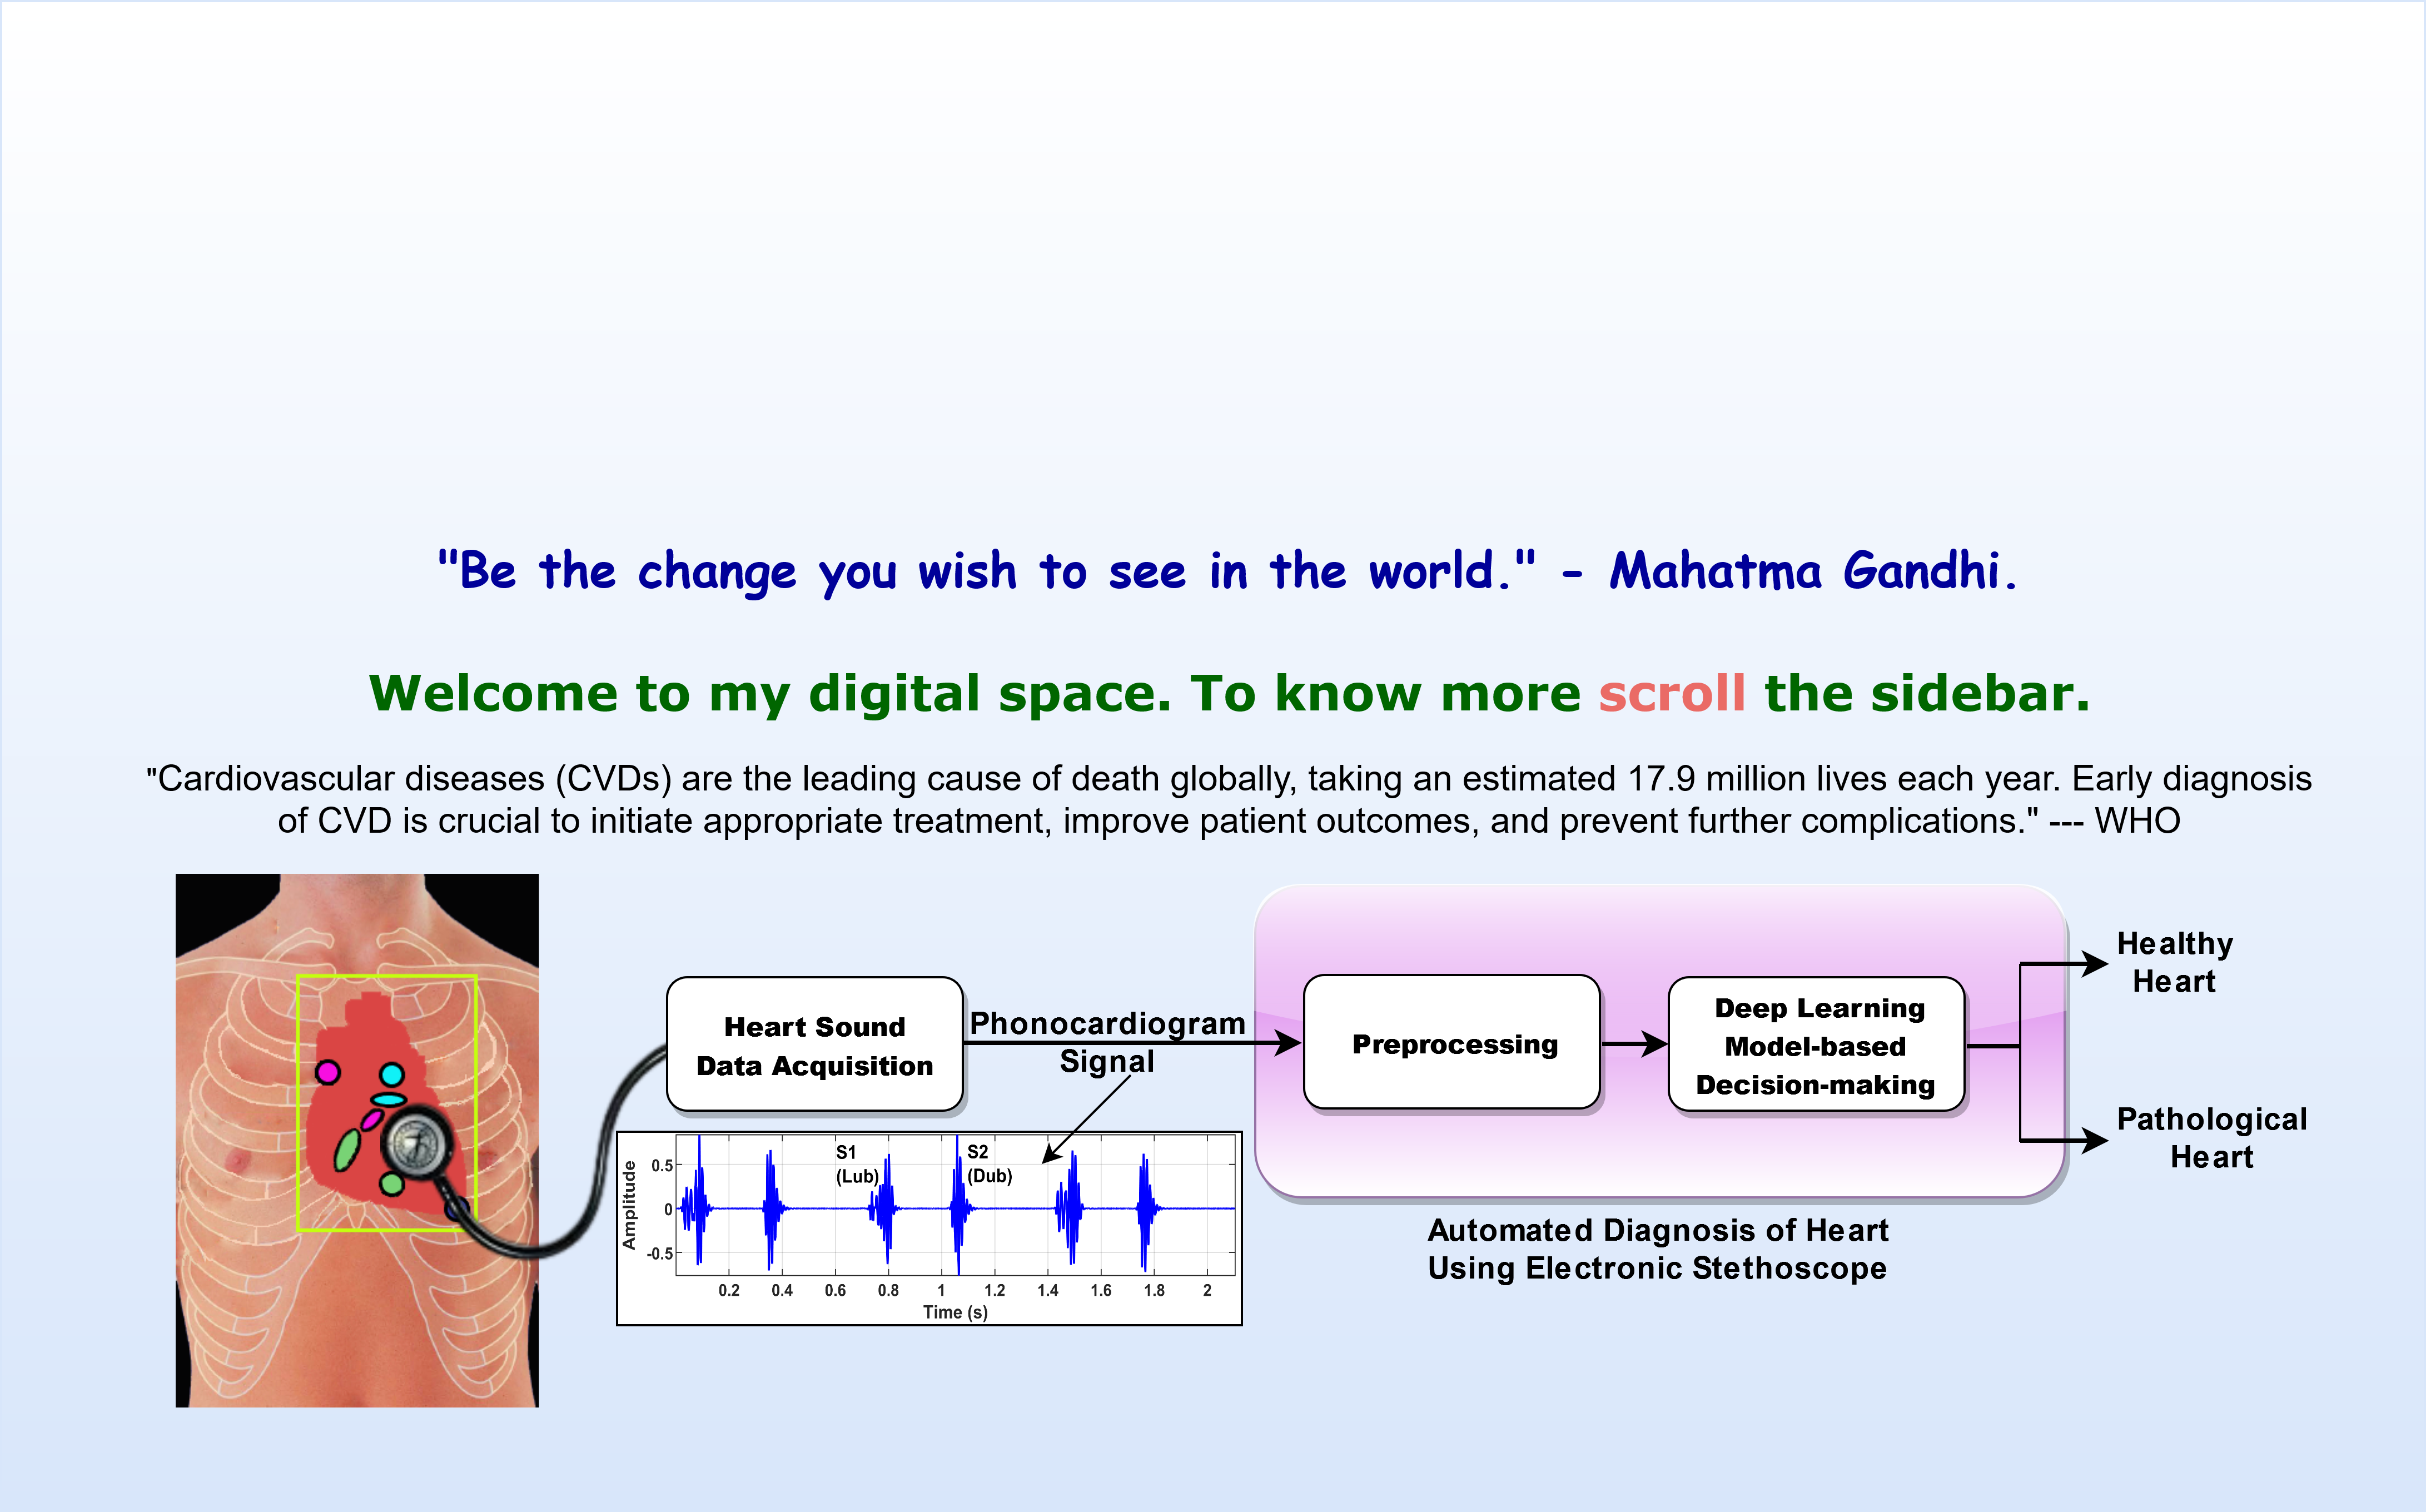 "Be the change you wish to see in the world." - Mahatma Gandhi.
Welcome to my digital space. To know more scroll the sidebar.
"Cardiovascular diseases (CVDs) are the leading cause of death globally, taking an estimated 17.9 million lives each year. Early diagnosis
of CVD is crucial to initiate appropriate treatment, improve patient outcomes, and prevent further complications." --- WHO
Heart Sound
Data Acquisition
Phonocardiogram
Signal
Preprocessing
Deep Learning
Model-based
Decision-making
Healthy
Heart
Pathological
Heart
Automated Diagnosis of Heart
Using Electronic Stethoscope
Amplitude
0.5
0
-0.5
S1
(Lub)
S2
(Dub)
0.2 0.4 0.6 0.8 1 1.2 1.4 1.6 1.8 2
Time (s)